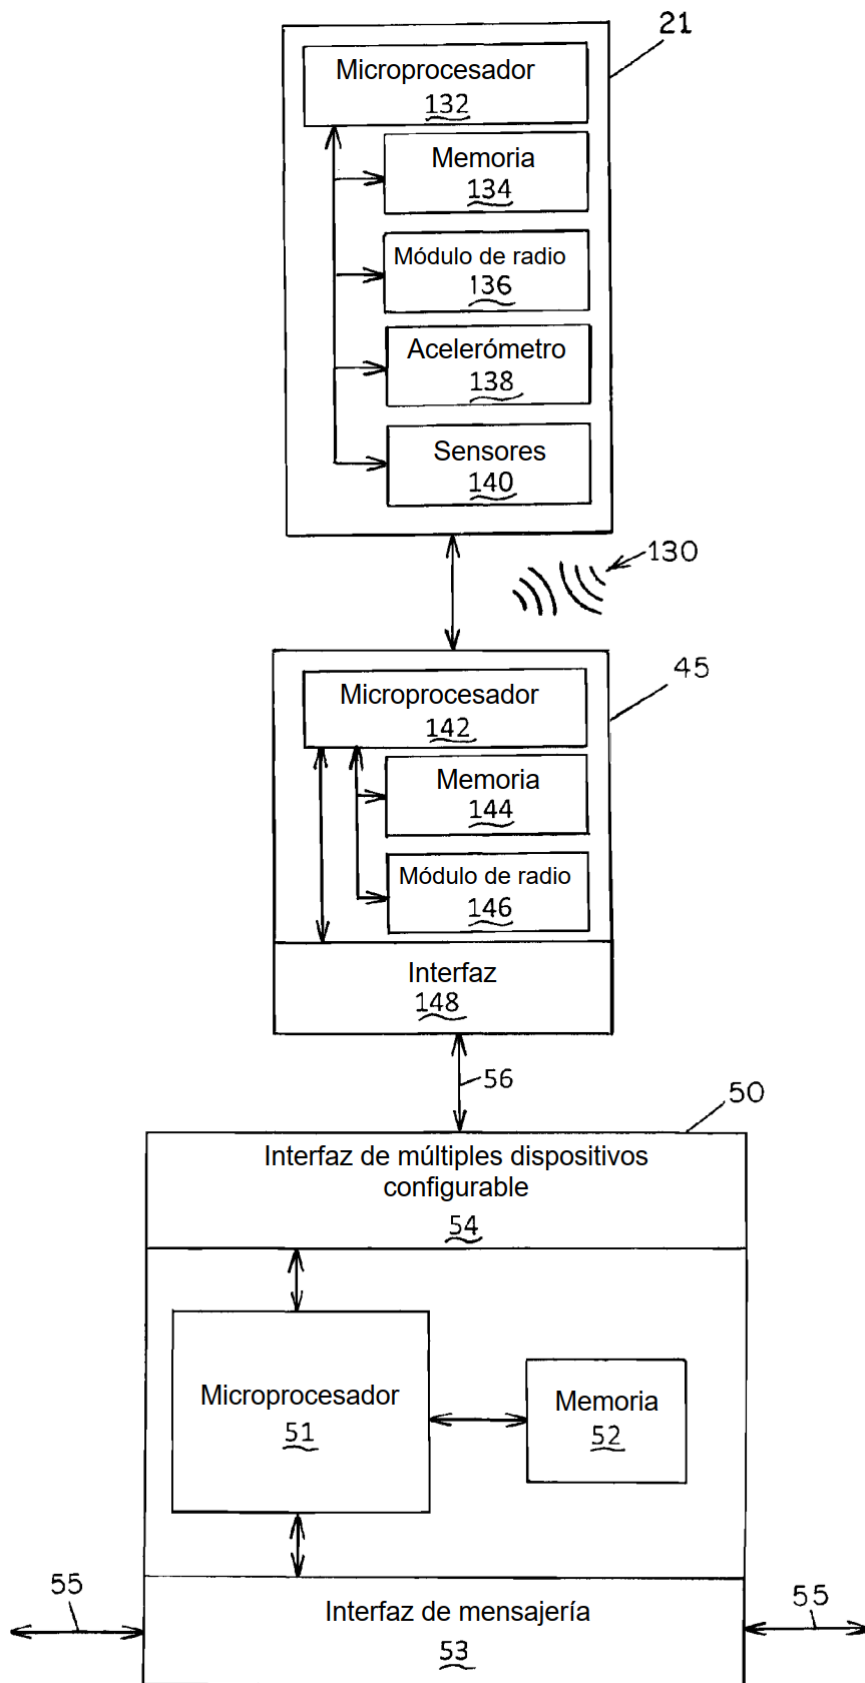 21
Microprocesador
132
Memoria
134
Módulo de radio
136
Acelerómetro
138
Sensores
140
130
45
Microprocesador
142
Memoria
144
Módulo de radio
146
Interfaz
148
56
50
Interfaz de múltiples dispositivos
configurable
54
Microprocesador
51
Memoria
52
55
55
Interfaz de mensajería
53